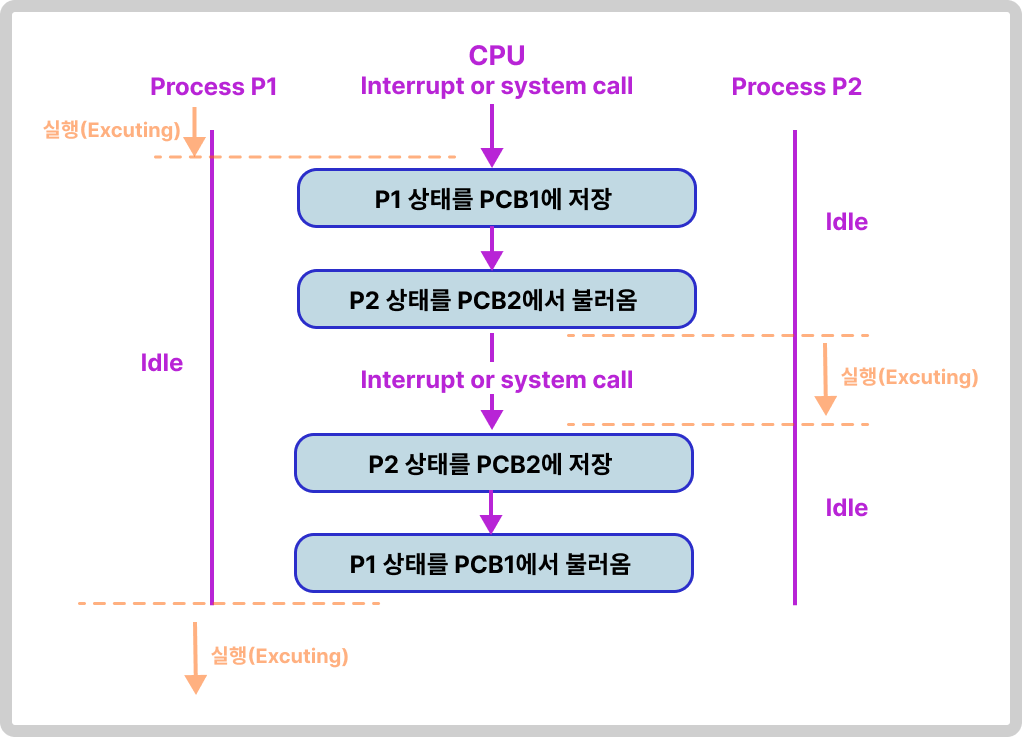 CPU
Process P1
Interrupt or system call
Process P2
실행(Excuting)
P1 상태를 PCB1에 저장
Idle
P2 상태를 PCB2에서 불러옴
Idle
Interrupt or system call
실행(Excuting)
P2 상태를 PCB2에 저장
Idle
P1 상태를 PCB1에서 불러옴
실행(Excuting)